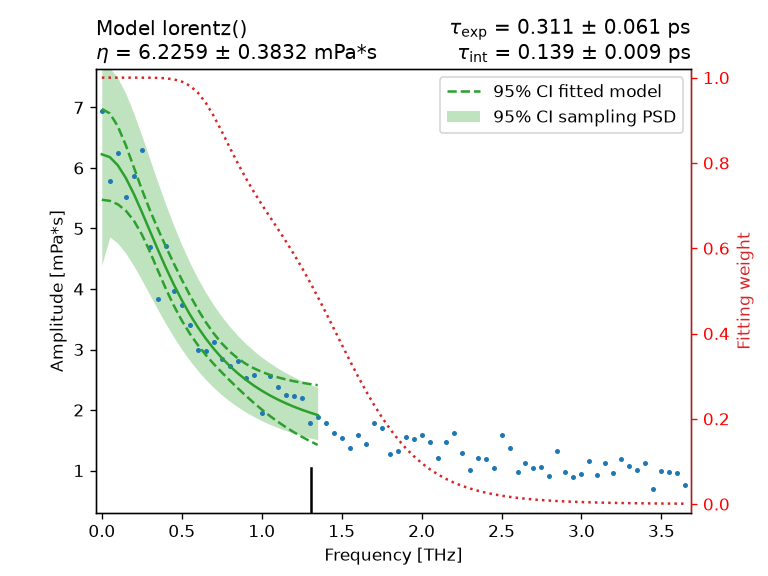 Model lorentz()
η = 6.2259 ± 0.3832 mPa*s
τexp = 0.311 ± 0.061 ps
τint = 0.139 ± 0.009 ps
95% CI fitted model
95% CI sampling PSD
Amplitude [mPa*s]
7
6
5
4
3
2
1
1.0
0.8
0.6
0.4
0.2
0.0
Fitting weight
0.0 0.5 1.0 1.5 2.0 2.5 3.0 3.5
Frequency [THz]